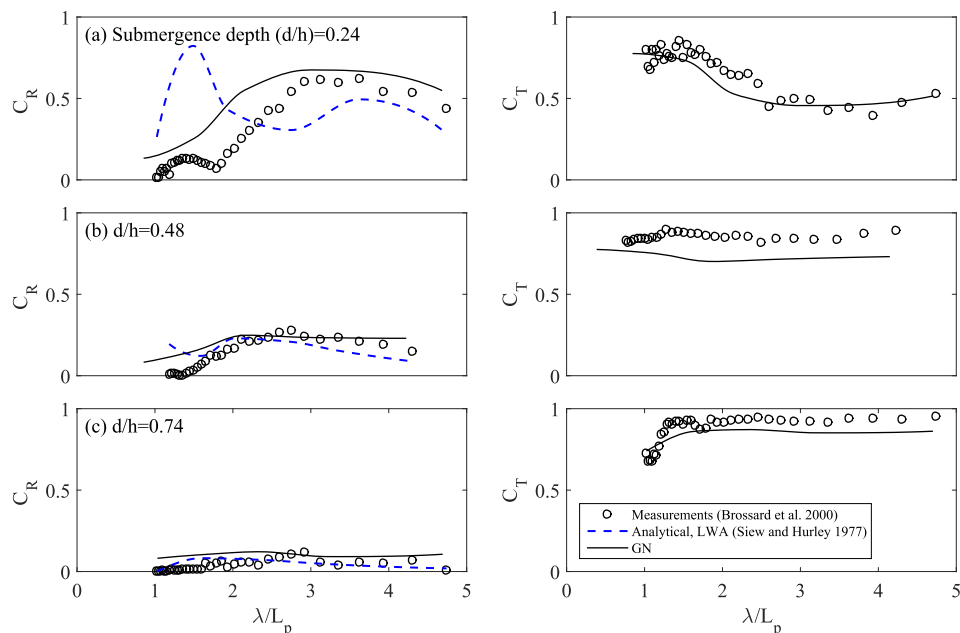 (a) Submergence depth (d/h)=0.24
1
0.5
0
C_R
1
0.5
0
C_T
(b) d/h=0.48
1
0.5
0
C_R
1
0.5
0
C_T
(c) d/h=0.74
1
0.5
0
C_R
0 1 2 3 4 5
λ/L_p
1
0.5
C_T
Measurements (Brossard et al. 2000)
Analytical, LWA (Siew and Hurley 1977)
GN
0
0 1 2 3 4 5
λ/L_p